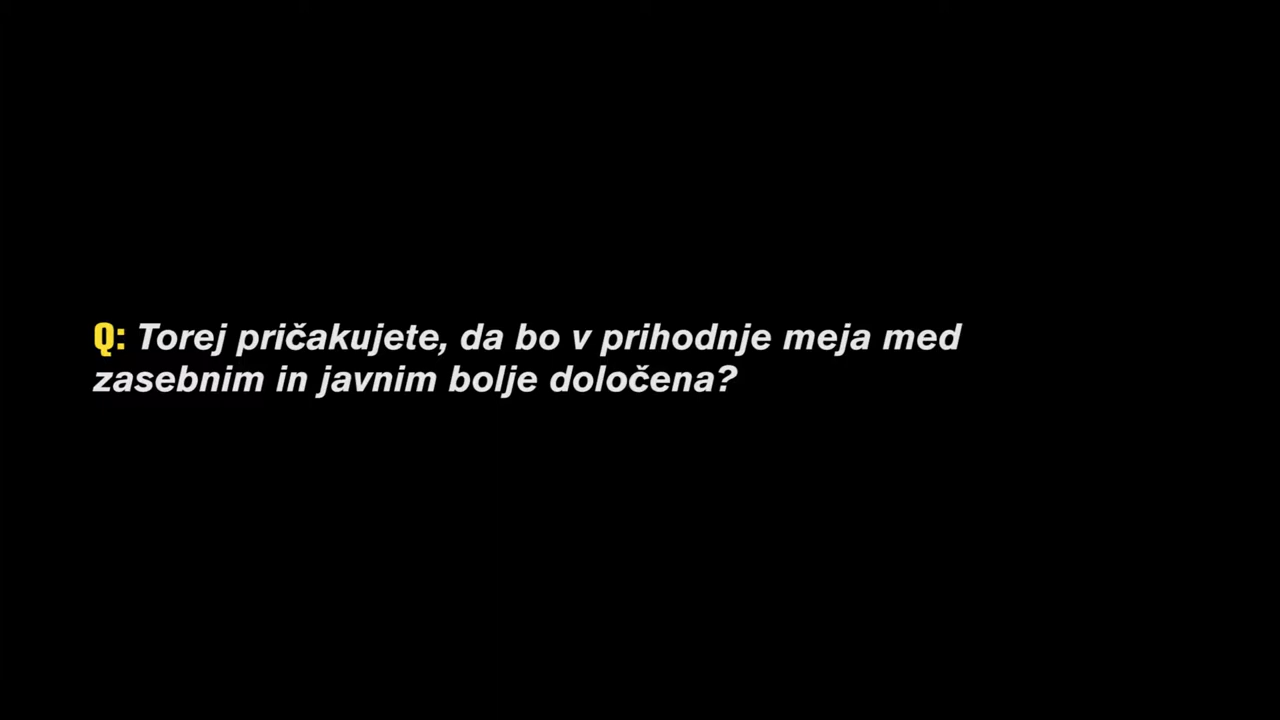 Q: Torej pričakujete, da bo v prihodnje meja med
zasebnim in javnim bolje določena?